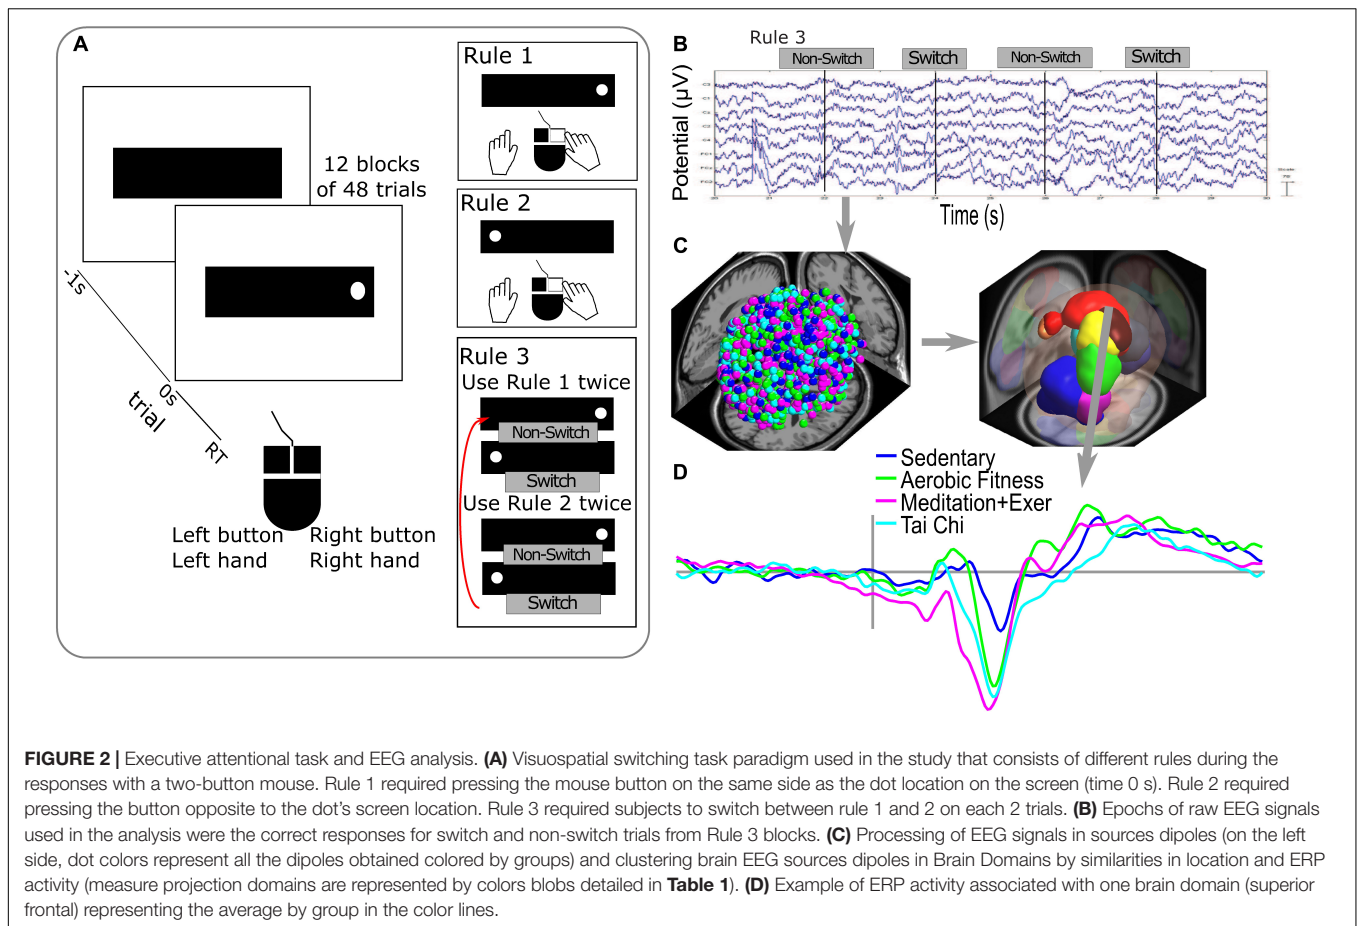 A
12 blocks
of 48 trials
-1s
0s
trial
RT
Left button
Left hand
Right button
Right hand
Rule 1
Rule 2
Rule 3
Use Rule 1 twice
Non-Switch
Switch
Use Rule 2 twice
Non-Switch
Switch
B
Rule 3
Non-Switch
Switch
Non-Switch
Switch
Potential (μV)
Time (s)
C
D
Sedentary
Aerobic Fitness
Meditation+Exer
Tai Chi
FIGURE 2 | Executive attentional task and EEG analysis. (A) Visuospatial switching task paradigm used in the study that consists of different rules during the
responses with a two-button mouse. Rule 1 required pressing the mouse button on the same side as the dot location on the screen (time 0 s). Rule 2 required
pressing the button opposite to the dot's screen location. Rule 3 required subjects to switch between rule 1 and 2 on each 2 trials. (B) Epochs of raw EEG signals
used in the analysis were the correct responses for switch and non-switch trials from Rule 3 blocks. (C) Processing of EEG signals in sources dipoles (on the left
side, dot colors represent all the dipoles obtained colored by groups) and clustering brain EEG sources dipoles in Brain Domains by similarities in location and ERP
activity (measure projection domains are represented by colors blobs detailed in Table 1). (D) Example of ERP activity associated with one brain domain (superior
frontal) representing the average by group in the color lines.